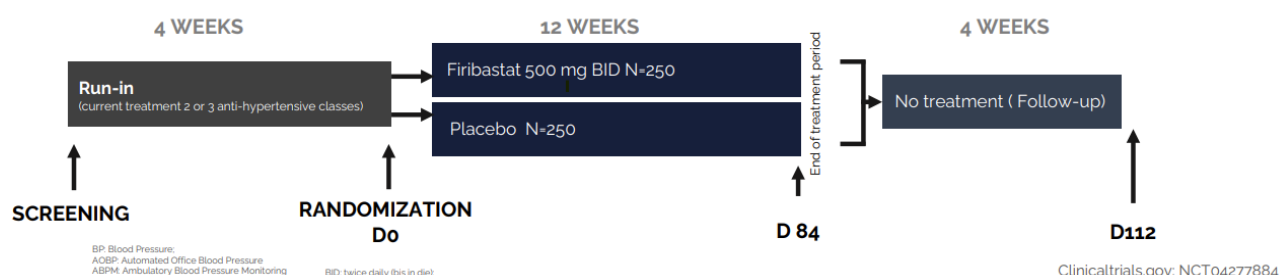 4 WEEKS
12 WEEKS
4 WEEKS
Run-in
(current treatment 2 or 3 anti-hypertensive classes)
Firibastat 500 mg BID N=250
Placebo N=250
End of treatment period
No treatment ( Follow-up)
SCREENING
RANDOMIZATION
D0
D 84
D112
BP: Blood Pressure;
AOBP: Automated Office Blood Pressure
ABPM: Ambulatory Blood Pressure Monitoring
BID: twice daily (bis in die);
Clinicaltrials.gov: NCT04277884